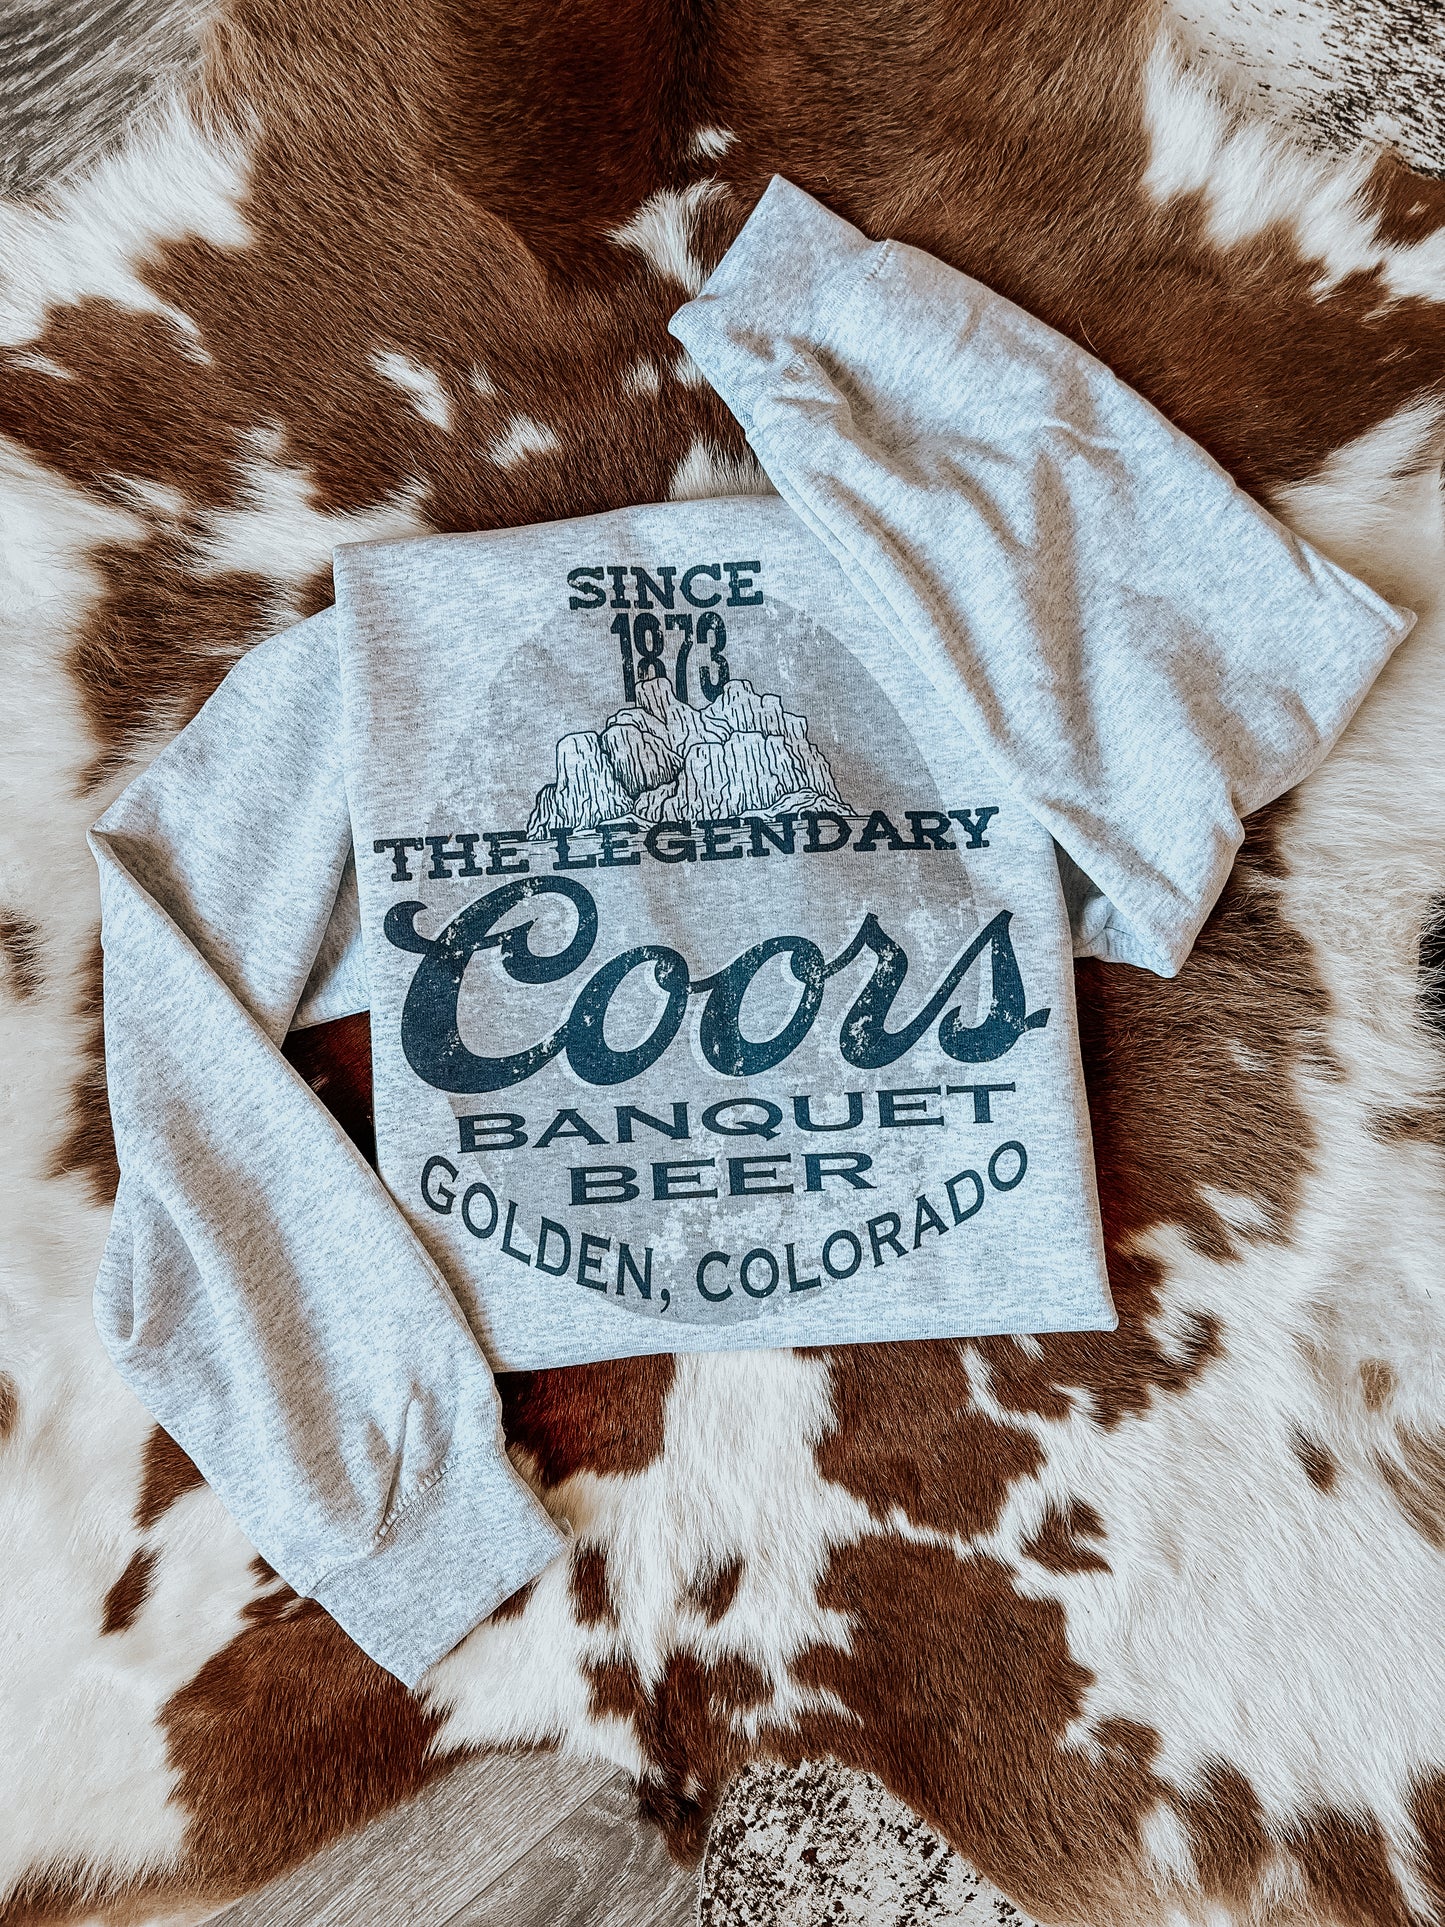 SINCE
1873
THE LEGENDARY
Coors
BANQUET
BEER
GOLDEN, COLORADO